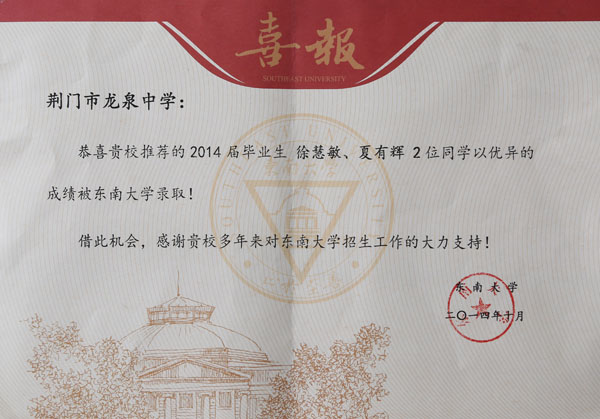 喜報
SOUTHEAST UNIVERSITY
荆门市龙泉中学：
恭喜贵校推荐的2014届毕业生 徐慧敏、夏有辉 2位同学以优异的
成绩被东南大学录取！
借此机会，感谢贵校多年来对东南大学招生工作的大力支持！
东南大学
二〇一四年十月